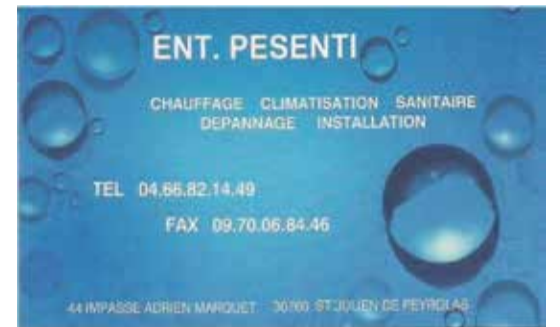 ENT. PESENTI
CHAUFFAGE CLIMATISATION SANITAIRE
DEPANNAGE INSTALLATION
TEL 04.66.82.14.49
FAX 09.70.06.84.46
44 IMPASSE ADRIEN MARQUET 30760 ST JULIEN DE PEYROLAS